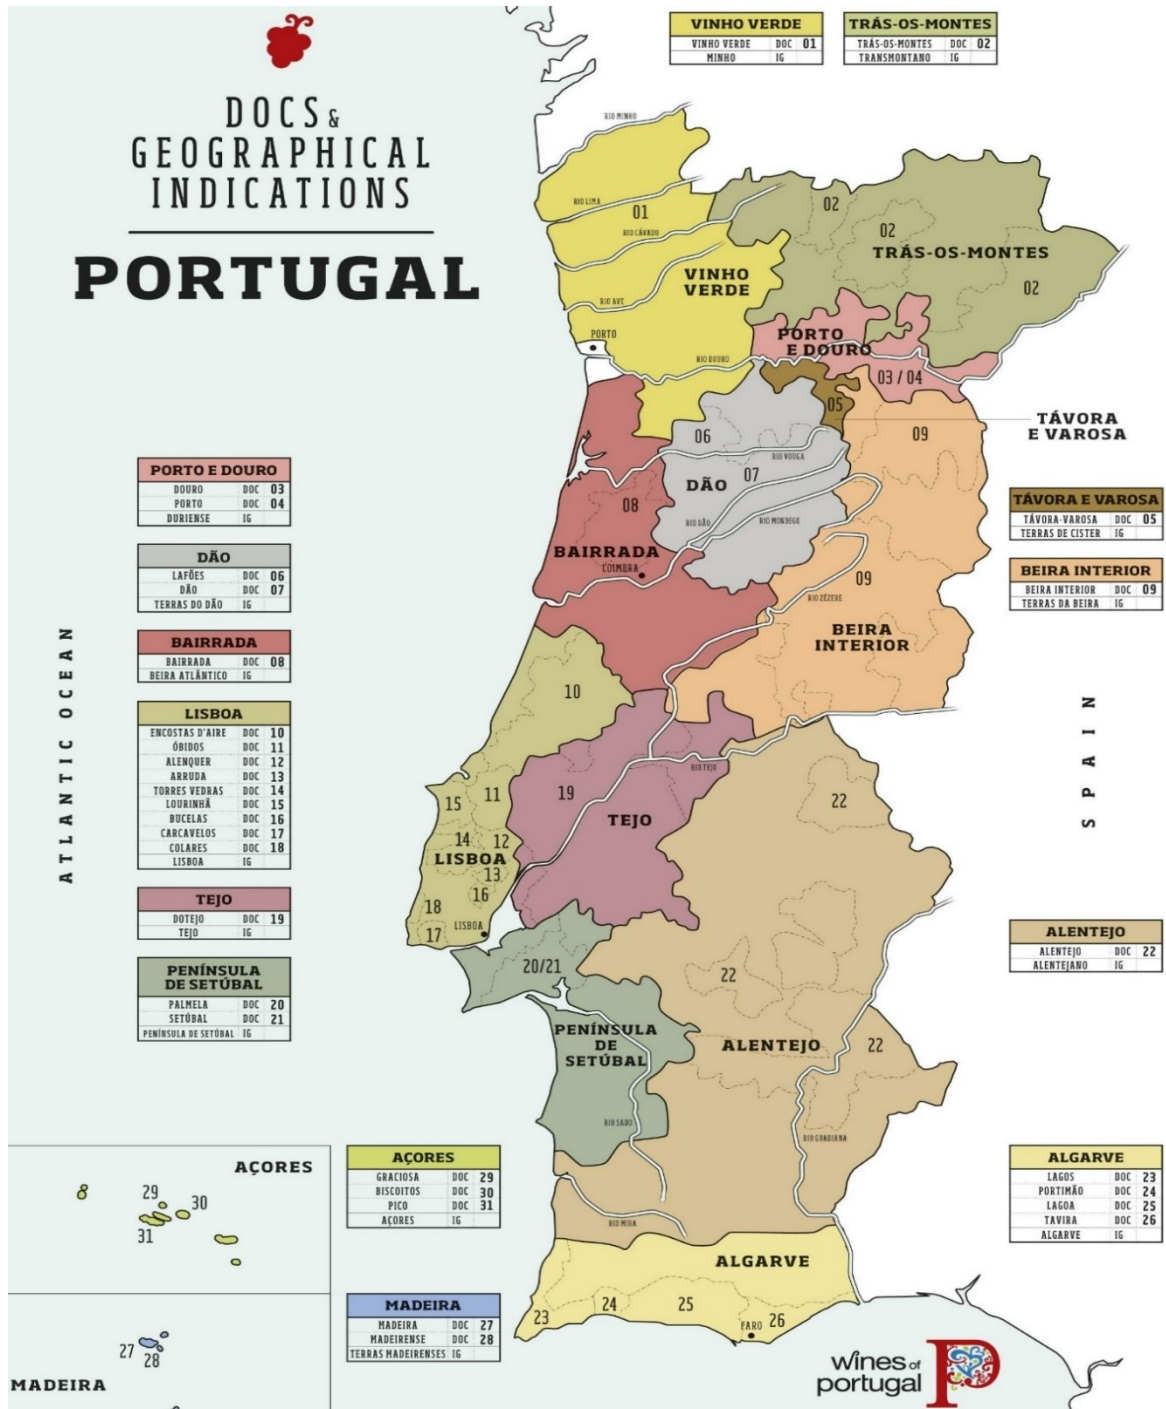 DOCS &
GEOGRAPHICAL
INDICATIONS
PORTUGAL
VINHO VERDE
VINHO VERDE DOC 01
MINHO IG
TRÁS-OS-MONTES
TRÁS-OS-MONTES DOC 02
TRANSMONTANO IG
RIO MINHO
RIO LIMA
01
RIO CÁVADO
02
02
TRÁS-OS-MONTES
VINHO
VERDE
02
RIO AVE
PORTO
PORTO
E DOURO
RIO DOURO
03 / 04
05
TÁVORA
E VAROSA
06
09
RIO VOUGA
07
DÃO
08
RIO DÃO
RIO MONDEGO
BAIRRADA
COIMBRA
09
RIO ZÊZERE
BEIRA
INTERIOR
10
RIO TEJO
15
11
19
22
TEJO
14
12
LISBOA
13
16
18
17
LISBOA
20/21
22
PENÍNSULA
DE
SETÚBAL
ALENTEJO
22
RIO SADO
RIO GUADIANA
RIO MIRA
ALGARVE
23
24
25
26
FARO
PORTO E DOURO
DOURO DOC 03
PORTO DOC 04
DURIENSE IG
DÃO
LAFÕES DOC 06
DÃO DOC 07
TERRAS DO DÃO IG
BAIRRADA
BAIRRADA DOC 08
BEIRA ATLÂNTICO IG
LISBOA
ENCOSTAS D'AIRE DOC 10
ÓBIDOS DOC 11
ALENQUER DOC 12
ARRUDA DOC 13
TORRES VEDRAS DOC 14
LOURINHÃ DOC 15
BUCELAS DOC 16
CARCAVELOS DOC 17
COLARES DOC 18
LISBOA IG
TEJO
DOTEJO DOC 19
TEJO IG
PENÍNSULA
DE SETÚBAL
PALMELA DOC 20
SETÚBAL DOC 21
PENÍNSULA DE SETÚBAL IG
ATLANTIC OCEAN
TÁVORA E VAROSA
TÁVORA-VAROSA DOC 05
TERRAS DE CISTER IG
BEIRA INTERIOR
BEIRA INTERIOR DOC 09
TERRAS DA BEIRA IG
SPAIN
ALENTEJO
ALENTEJO DOC 22
ALENTEJANO IG
ALGARVE
LAGOS DOC 23
PORTIMÃO DOC 24
LAGOA DOC 25
TAVIRA DOC 26
ALGARVE IG
AÇORES
29
30
31
AÇORES
GRACIOSA DOC 29
BISCOITOS DOC 30
PICO DOC 31
AÇORES IG
MADEIRA
MADEIRA DOC 27
MADEIRENSE DOC 28
TERRAS MADEIRENSES IG
27
28
MADEIRA
wines of
portugal